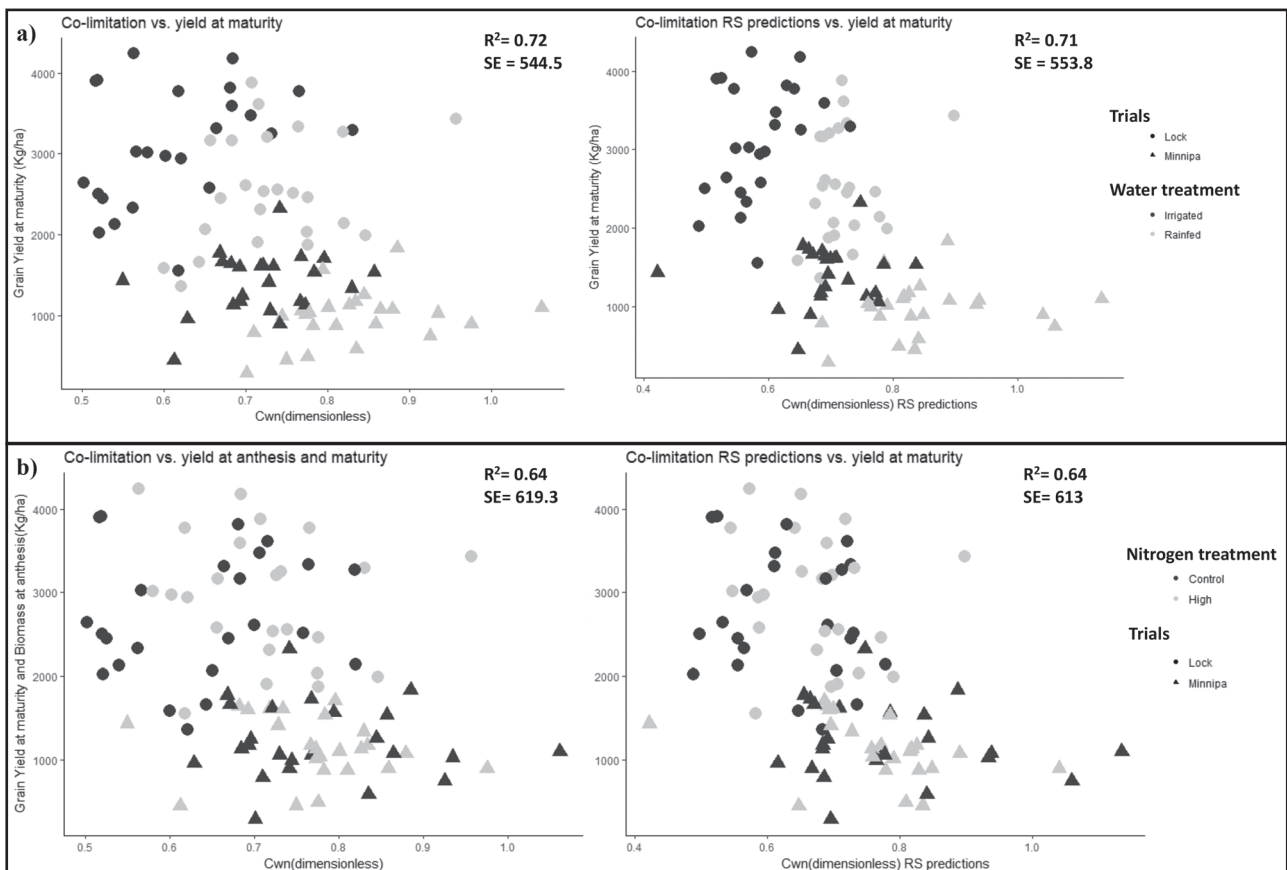 a)
Co-limitation vs. yield at maturity
R²= 0.72
SE = 544.5
Grain Yield at maturity (Kg/ha)
4000
3000
2000
1000
0.5 0.6 0.7 0.8 0.9 1.0
Cwn(dimensionless)
Co-limitation RS predictions vs. yield at maturity
R²= 0.71
SE = 553.8
Grain Yield at maturity (Kg/ha)
4000
3000
2000
1000
0
0.4 0.6 0.8 1.0
Cwn(dimensionless) RS predictions
Trials
Lock
Minnipa
Water treatment
Irrigated
Rainfed
b)
Co-limitation vs. yield at anthesis and maturity
R²= 0.64
SE= 619.3
Grain Yield at maturity and Biomass at anthesis(Kg/ha)
4000
3000
2000
1000
0.5 0.6 0.7 0.8 0.9 1.0
Cwn(dimensionless)
Co-limitation RS predictions vs. yield at maturity
R²= 0.64
SE= 613
4000
3000
2000
1000
0
0.4 0.6 0.8 1.0
Cwn(dimensionless) RS predictions
Nitrogen treatment
Control
High
Trials
Lock
Minnipa